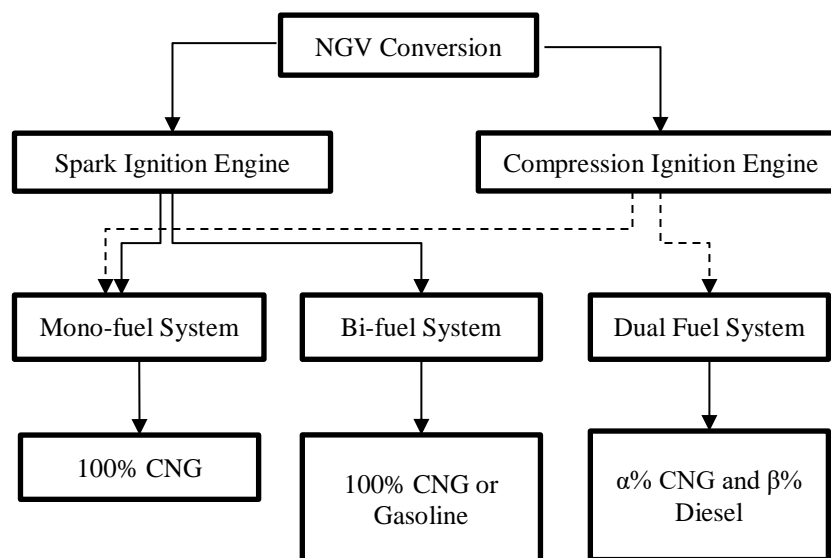 NGV Conversion
Spark Ignition Engine
Compression Ignition Engine
Mono-fuel System
Bi-fuel System
Dual Fuel System
100% CNG
100% CNG or
Gasoline
α% CNG and β%
Diesel